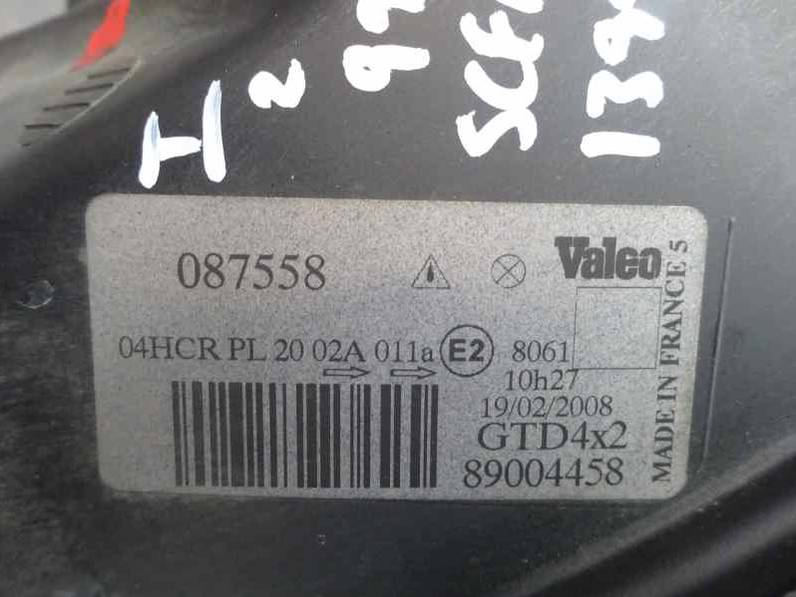 H 2
087558
Valeo
04HCR PL 20 02A 011a E2 8061
10h27
19/02/2008
GTD4x2
89004458
MADE IN FRANCE 5